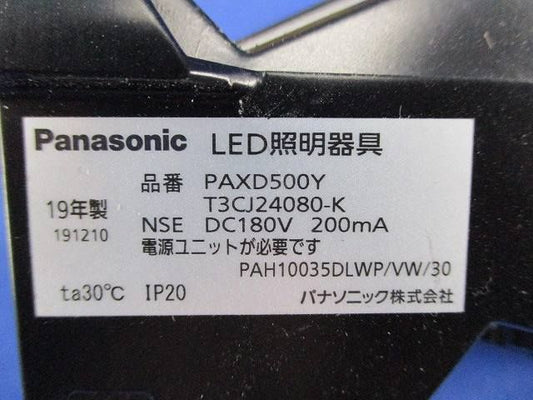 Panasonic LED照明器具
品番 PAXD500Y
19年製 T3CJ24080-K
191210 NSE DC180V 200mA
電源ユニットが必要です
PAH10035DLWP/VW/30
ta30℃ IP20 パナソニック株式会社